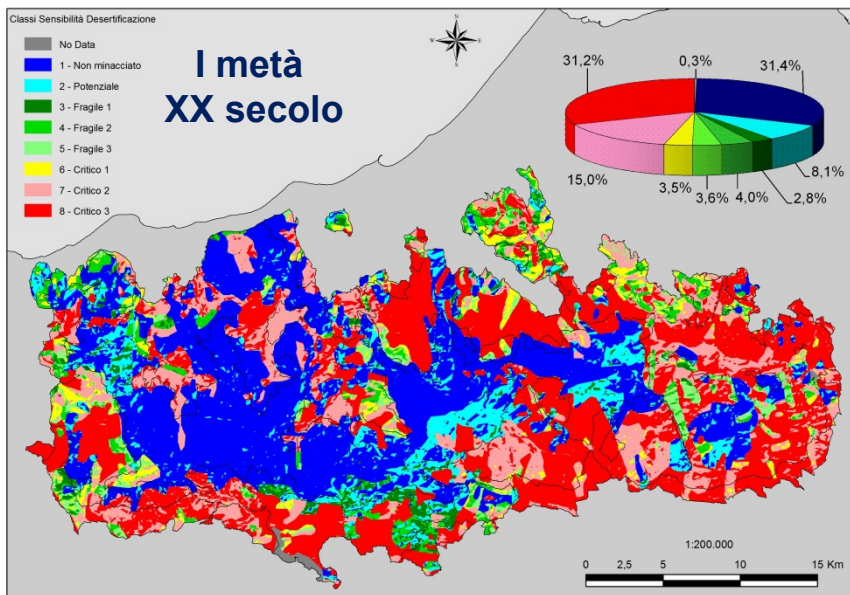 Classi Sensibilità Desertificazione
No Data
1 - Non minacciato
2 - Potenziale
3 - Fragile 1
4 - Fragile 2
5 - Fragile 3
6 - Critico 1
7 - Critico 2
8 - Critico 3
I metà
XX secolo
N
W
E
S
31,2%
0,3%
31,4%
8,1%
2,8%
4,0%
3,6%
3,5%
15,0%
1:200.000
0 2,5 5 10 15 Km